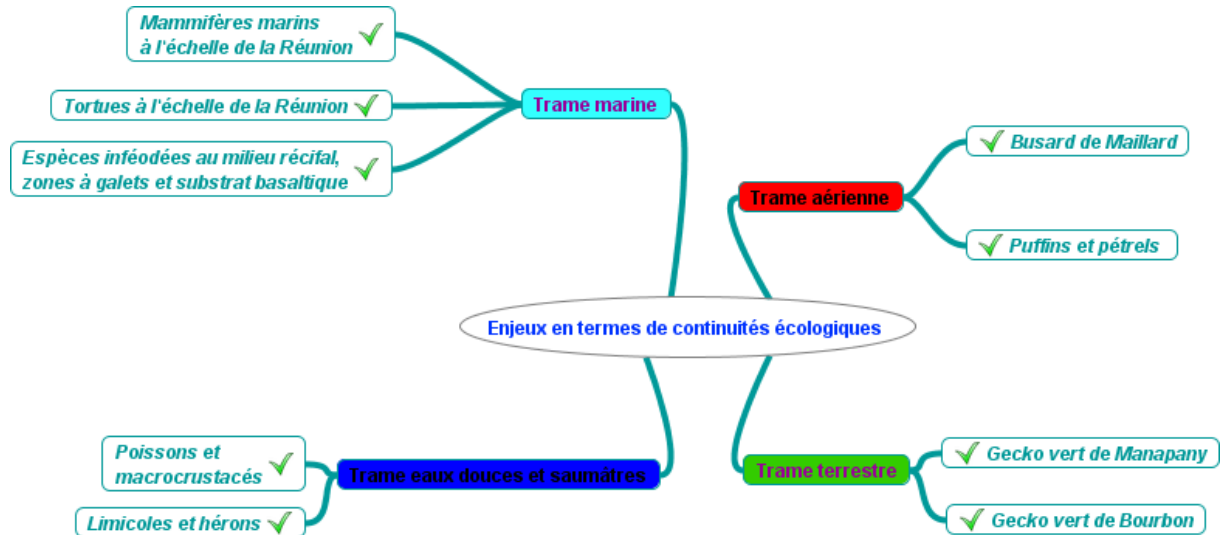 Mammifères marins
à l'échelle de la Réunion
Tortues à l'échelle de la Réunion
Espèces inféodées au milieu récifal,
zones à galets et substrat basaltique
Trame marine
Busard de Maillard
Trame aérienne
Puffins et pétrels
Enjeux en termes de continuités écologiques
Poissons et
macrocrustacés
Trame eaux douces et saumâtres
Limicoles et hérons
Gecko vert de Manapany
Trame terrestre
Gecko vert de Bourbon